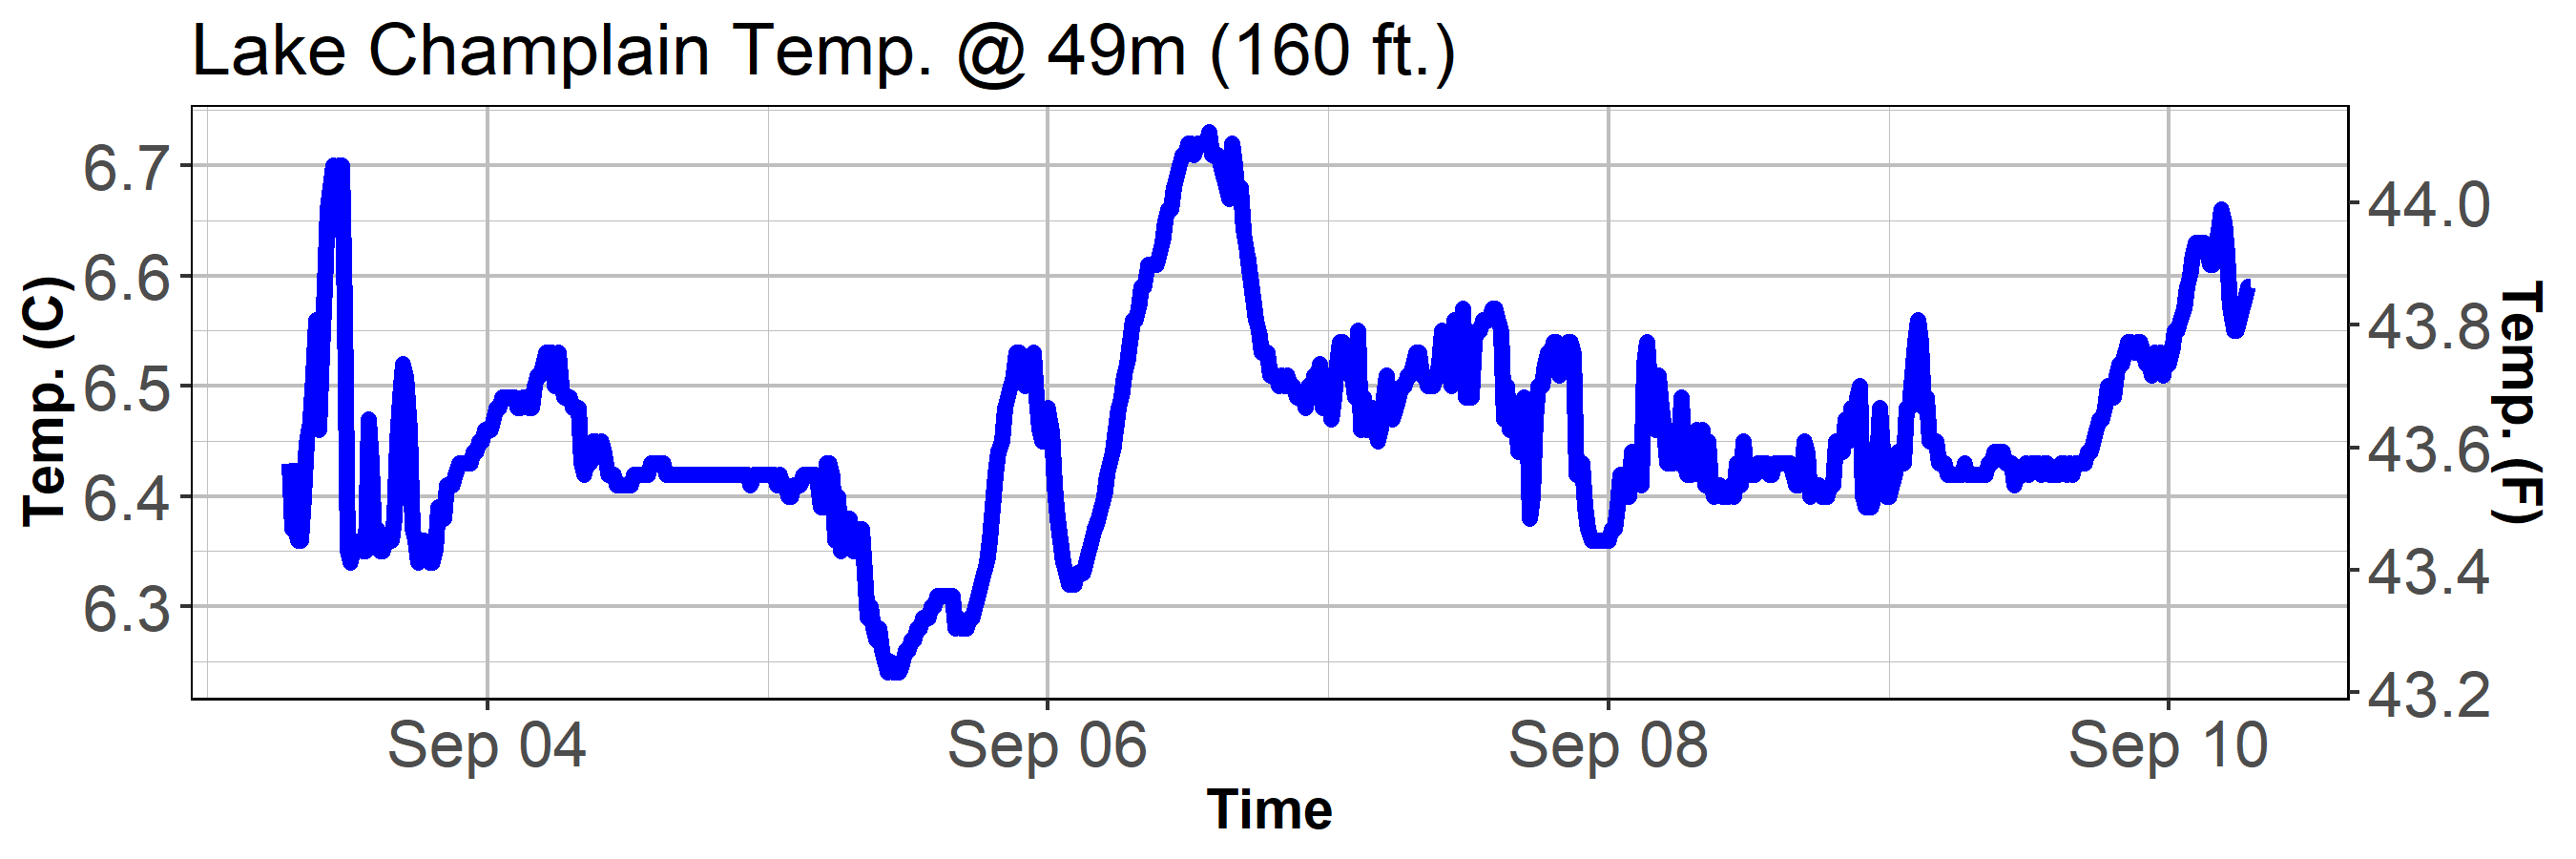 Lake Champlain Temp. @ 49m (160 ft.)
6.7
6.6
6.5
6.4
6.3
Temp. (C)
44.0
43.8
43.6
43.4
43.2
Temp. (F)
Sep 04
Sep 06
Sep 08
Sep 10
Time